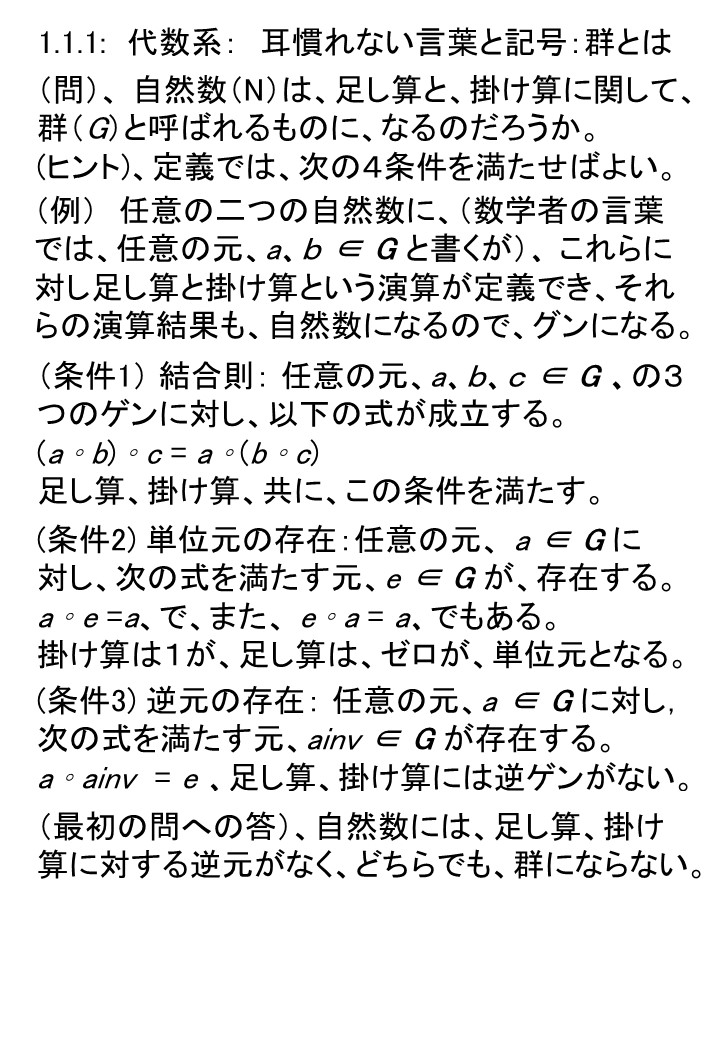 1.1.1: 代数系： 耳慣れない言葉と記号：群とは
（問）、自然数（N）は、足し算と、掛け算に関して、
群（G）と呼ばれるものに、なるのだろうか。
(ヒント)、定義では、次の４条件を満たせばよい。
（例） 任意の二つの自然数に、（数学者の言葉
では、任意の元、a、b ∈ G と書くが）、これらに
対し足し算と掛け算という演算が定義でき、それ
らの演算結果も、自然数になるので、グンになる。
（条件1） 結合則： 任意の元、a、b、c ∈ G 、の３
つのゲンに対し、以下の式が成立する。
(a◦b)◦c = a◦(b◦c)
足し算、掛け算、共に、この条件を満たす。
(条件2) 単位元の存在：任意の元、 a ∈ G に
対し、次の式を満たす元、e ∈ G が、存在する。
a◦e =a、で、また、 e◦a = a、でもある。
掛け算は１が、足し算は、ゼロが、単位元となる。
(条件3) 逆元の存在： 任意の元、a ∈ G に対し,
次の式を満たす元、ainv ∈ G が存在する。
a◦ainv = e 、足し算、掛け算には逆ゲンがない。
（最初の問への答）、自然数には、足し算、掛け
算に対する逆元がなく、どちらでも、群にならない。